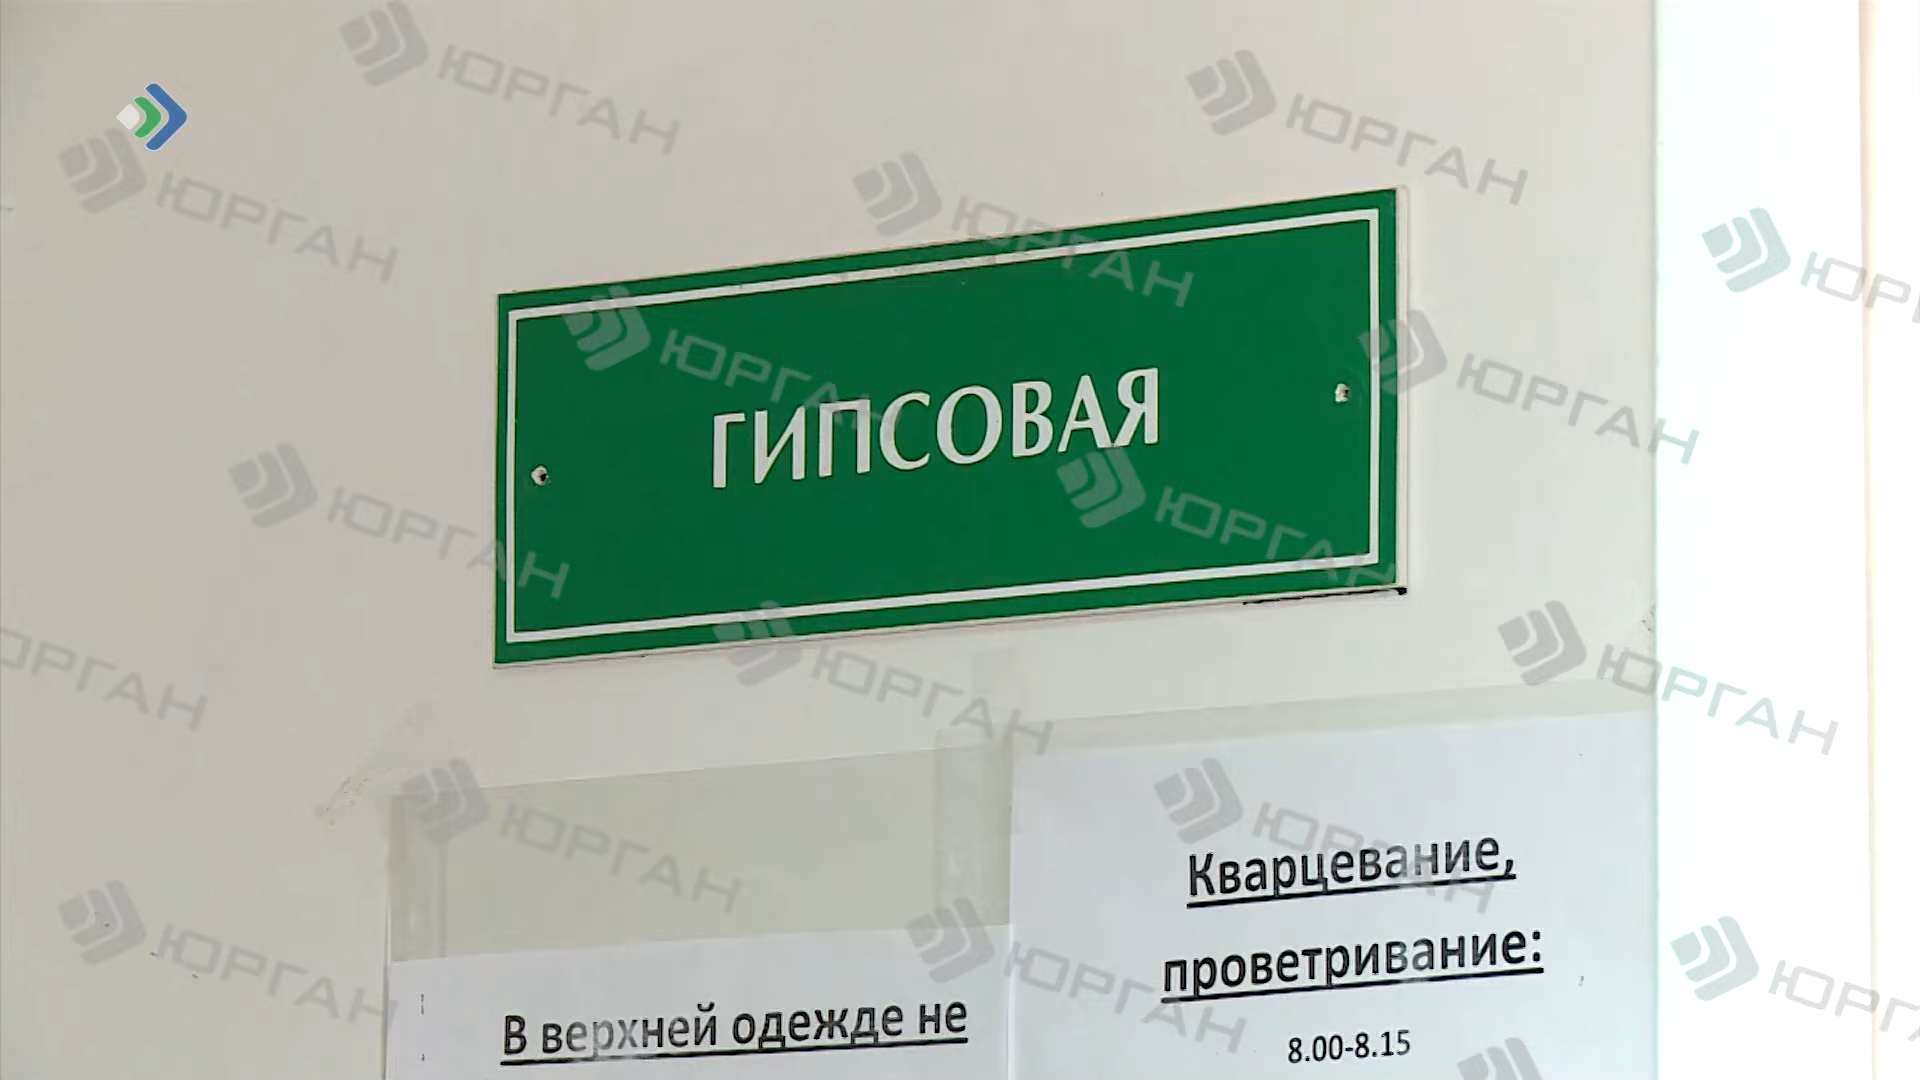 ГИПСОВАЯ
В верхней одежде не
Кварцевание,
проветривание:
8.00-8.15
ЮРГАН